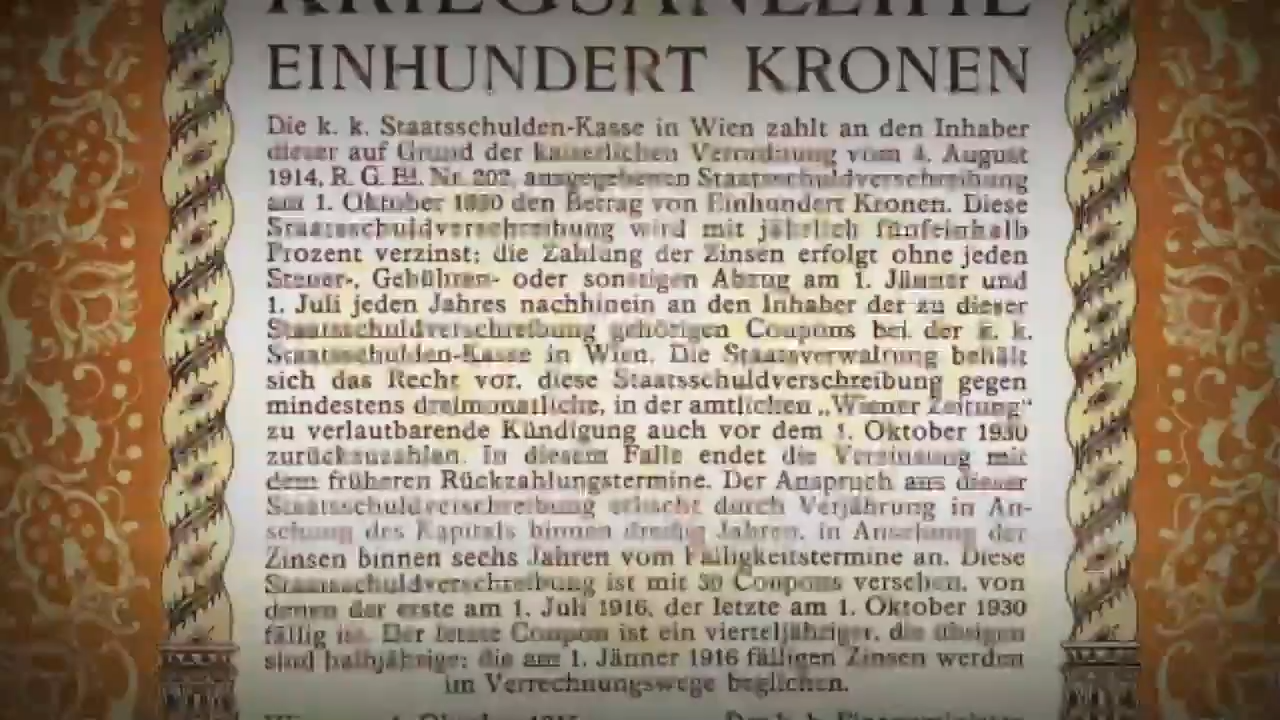 KRIEGSANLEIHE
EINHUNDERT KRONEN
Die k. k. Staatsschulden-Kasse in Wien zahlt an den Inhaber
dieser auf Grund der kaiserlichen Verordnung vom 4. August
1914, R. G. Bl. Nr. 202, ausgegebenen Staatsschuldverschreibung
am 1. Oktober 1930 den Betrag von Einhundert Kronen. Diese
Staatsschuldverschreibung wird mit jährlich fünfeinhalb
Prozent verzinst; die Zahlung der Zinsen erfolgt ohne jeden
Steuer-, Gebühren- oder sonstigen Abzug am 1. Jänner und
1. Juli jeden Jahres nachhinein an den Inhaber der zu dieser
Staatsschuldverschreibung gehörigen Coupons bei der k. k.
Staatsschulden-Kasse in Wien. Die Staatsverwaltung behält
sich das Recht vor, diese Staatsschuldverschreibung gegen
mindestens dreimonatliche, in der amtlichen „Wiener Zeitung“
zu verlautbarende Kündigung auch vor dem 1. Oktober 1930
zurückzuzahlen. In diesem Falle endet die Verzinsung mit
dem früheren Rückzahlungstermine. Der Anspruch aus dieser
Staatsschuldverschreibung erlischt durch Verjährung in An-
sehung des Kapitals binnen dreißig Jahren, in Ansehung der
Zinsen binnen sechs Jahren vom Fälligkeitstermine an. Diese
Staatsschuldverschreibung ist mit 30 Coupons versehen, von
denen der erste am 1. Juli 1916, der letzte am 1. Oktober 1930
fällig ist. Der letzte Coupon ist ein vierteljähriger, die übrigen
sind halbjährige; die am 1. Jänner 1916 fälligen Zinsen werden
im Verrechnungswege beglichen.